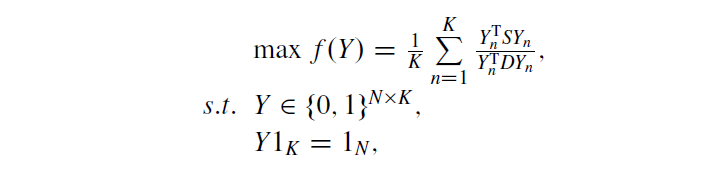 max f(Y) = 1/K ∑_{n=1}^{K} Y_n^T S Y_n / Y_n^T D Y_n ,
s.t. Y ∈ {0, 1}^{N×K} ,
Y1_K = 1_N,